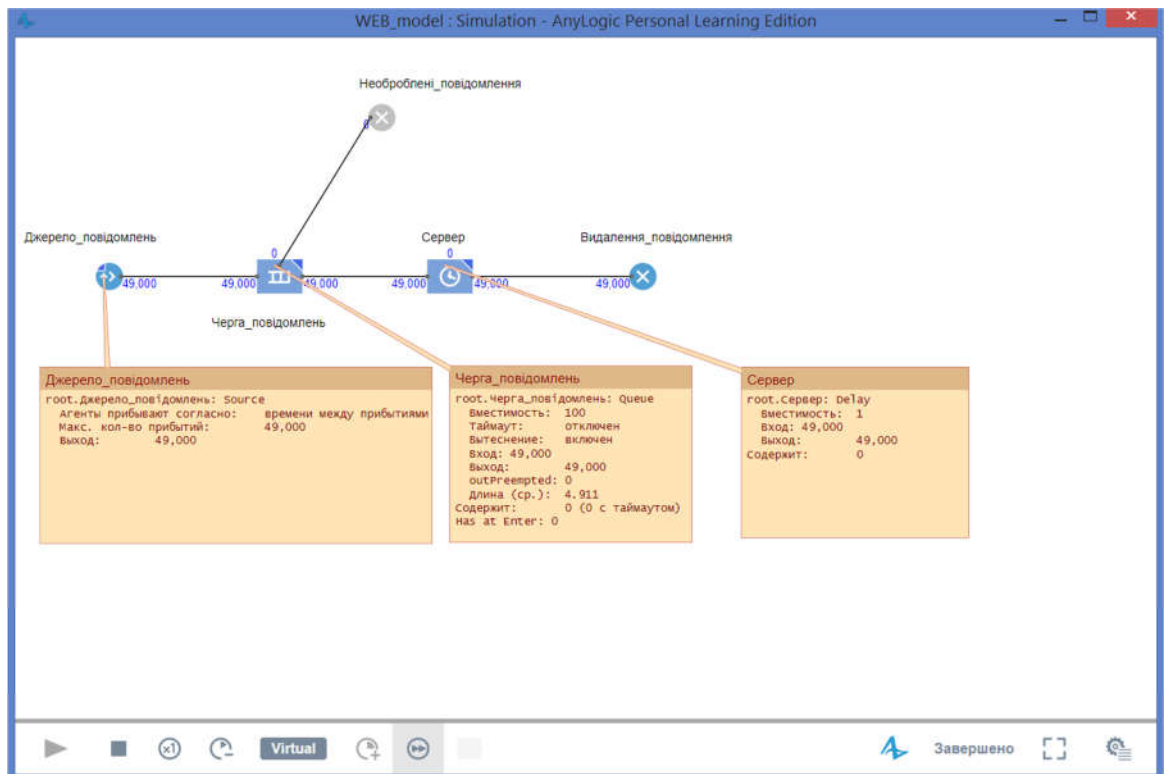 WEB_model : Simulation - AnyLogic Personal Learning Edition
Необроблені_повідомлення
0
Джерело_повідомлень
Сервер
Видалення_повідомлення
0
0
49,000
49,000
49,000
49,000
49,000
49,000
Черга_повідомлень
Джерело_повідомлень
root.Джерело_повідомлень: Source
Агенты прибывают согласно: времени между прибытиями
Макс. кол-во прибытий: 49,000
Выход: 49,000
Черга_повідомлень
root.Черга_повідомлень: Queue
Вместимость: 100
Таймаут: отключен
Вытеснение: включен
Вход: 49,000
Выход: 49,000
outPreempted: 0
Длина (ср.): 4.911
Содержит: 0 (0 с таймаутом)
Has at Enter: 0
Сервер
root.Сервер: Delay
Вместимость: 1
Вход: 49,000
Выход: 49,000
Содержит: 0
x1
Virtual
Завершено